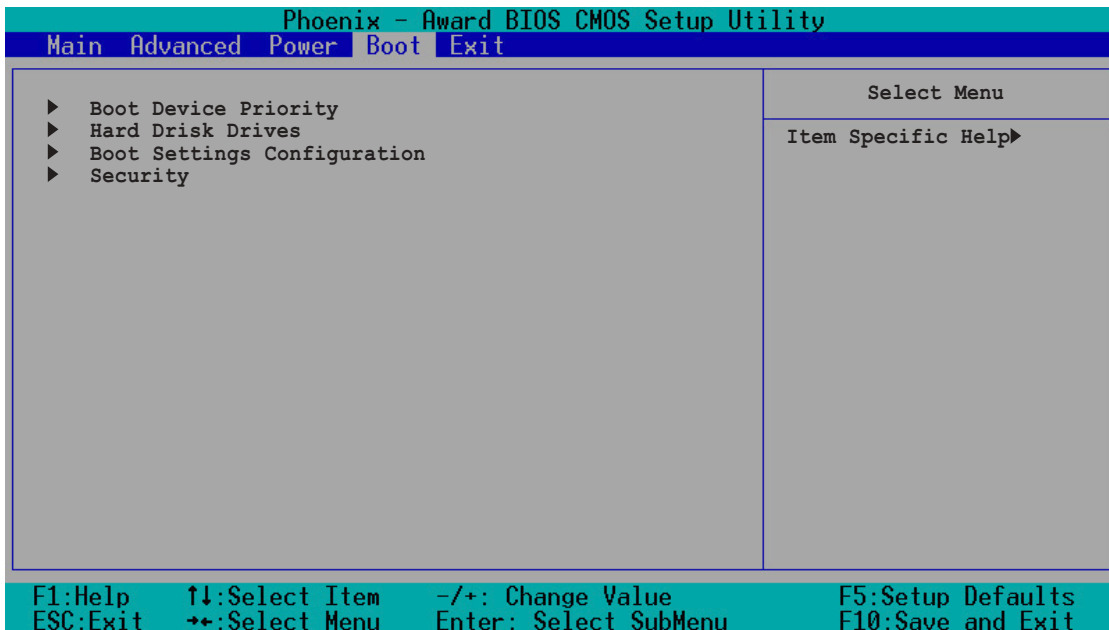 Phoenix - Award BIOS CMOS Setup Utility
Main Advanced Power Boot Exit
Boot Device Priority
Hard Drisk Drives
Boot Settings Configuration
Security
Select Menu
Item Specific Help
F1:Help ↑↓:Select Item -/+: Change Value F5:Setup Defaults
ESC:Exit →←:Select Menu Enter: Select SubMenu F10:Save and Exit